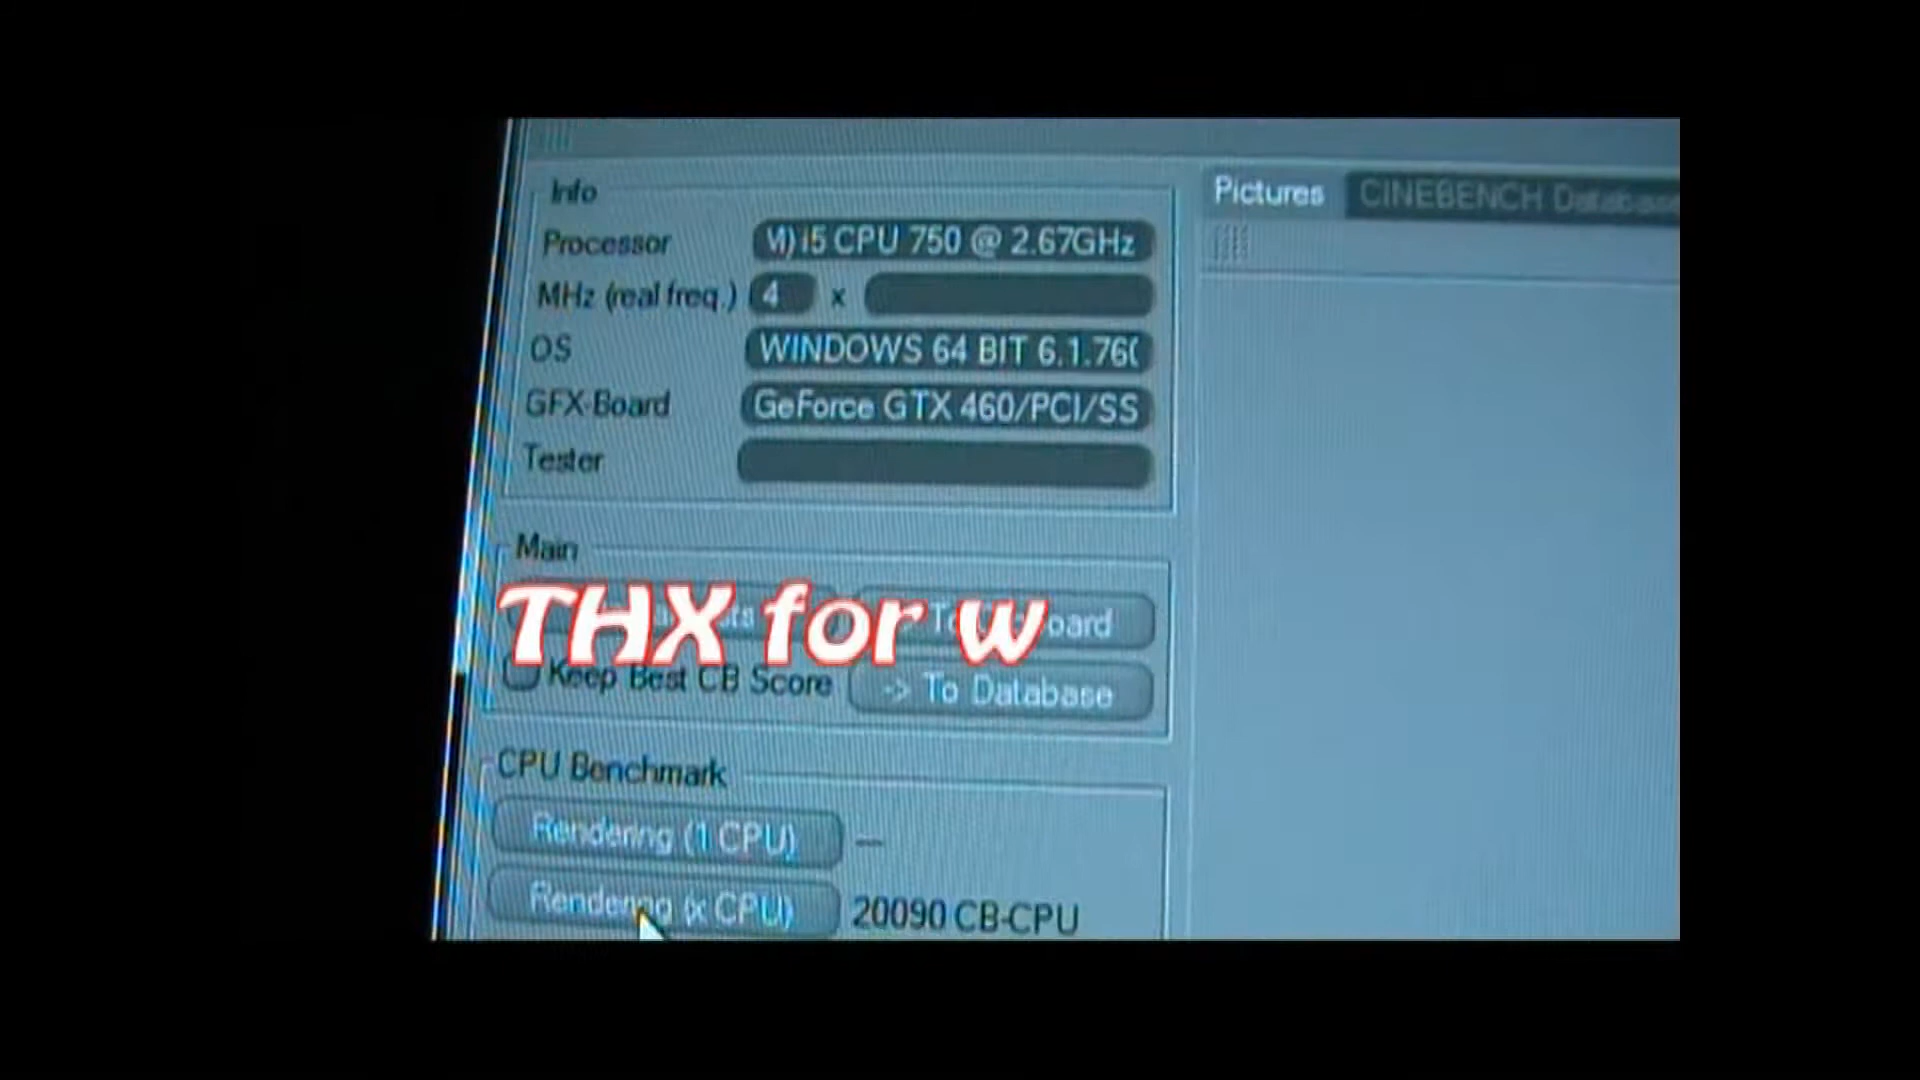 Info
Pictures
CINEBENCH Database
Processor
M) i5 CPU 750 @ 2.67GHz
MHz (real freq.)
4 x
OS
WINDOWS 64 BIT 6.1.760
GFX-Board
GeForce GTX 460/PCI/SS
Tester
Main
THX for w
Keep Best CB Score
-> To Database
CPU Benchmark
Rendering (1 CPU) ---
Rendering (x CPU) 20090 CB-CPU